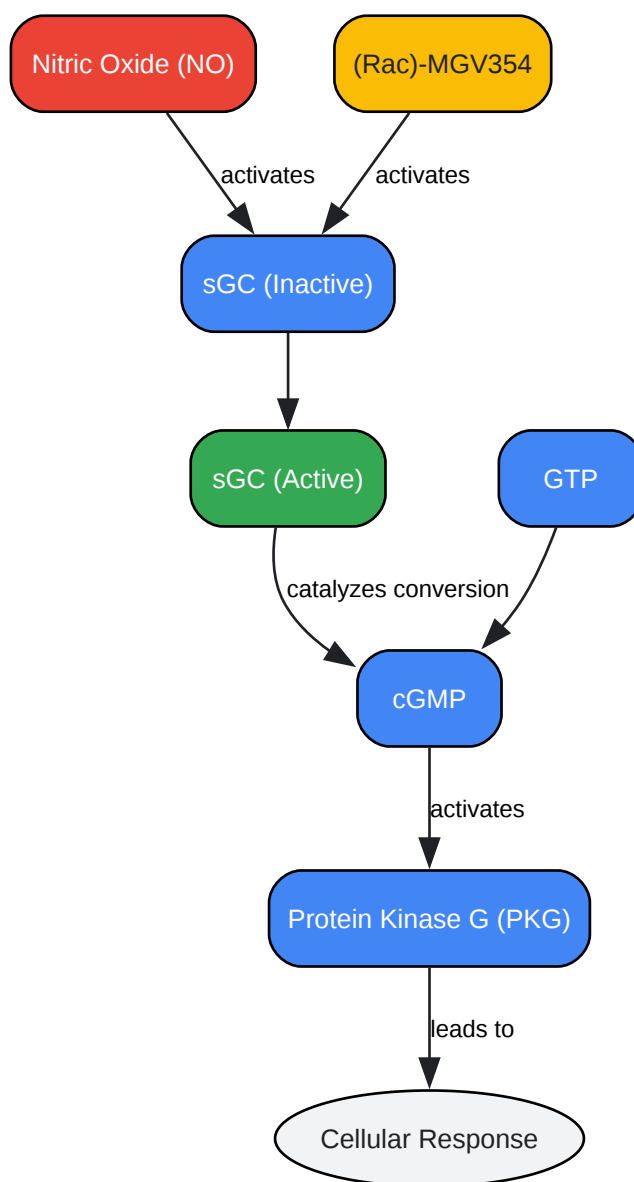 Nitric Oxide (NO)
(Rac)-MGV354
activates
activates
sGC (Inactive)
sGC (Active)
GTP
catalyzes conversion
cGMP
activates
Protein Kinase G (PKG)
leads to
Cellular Response